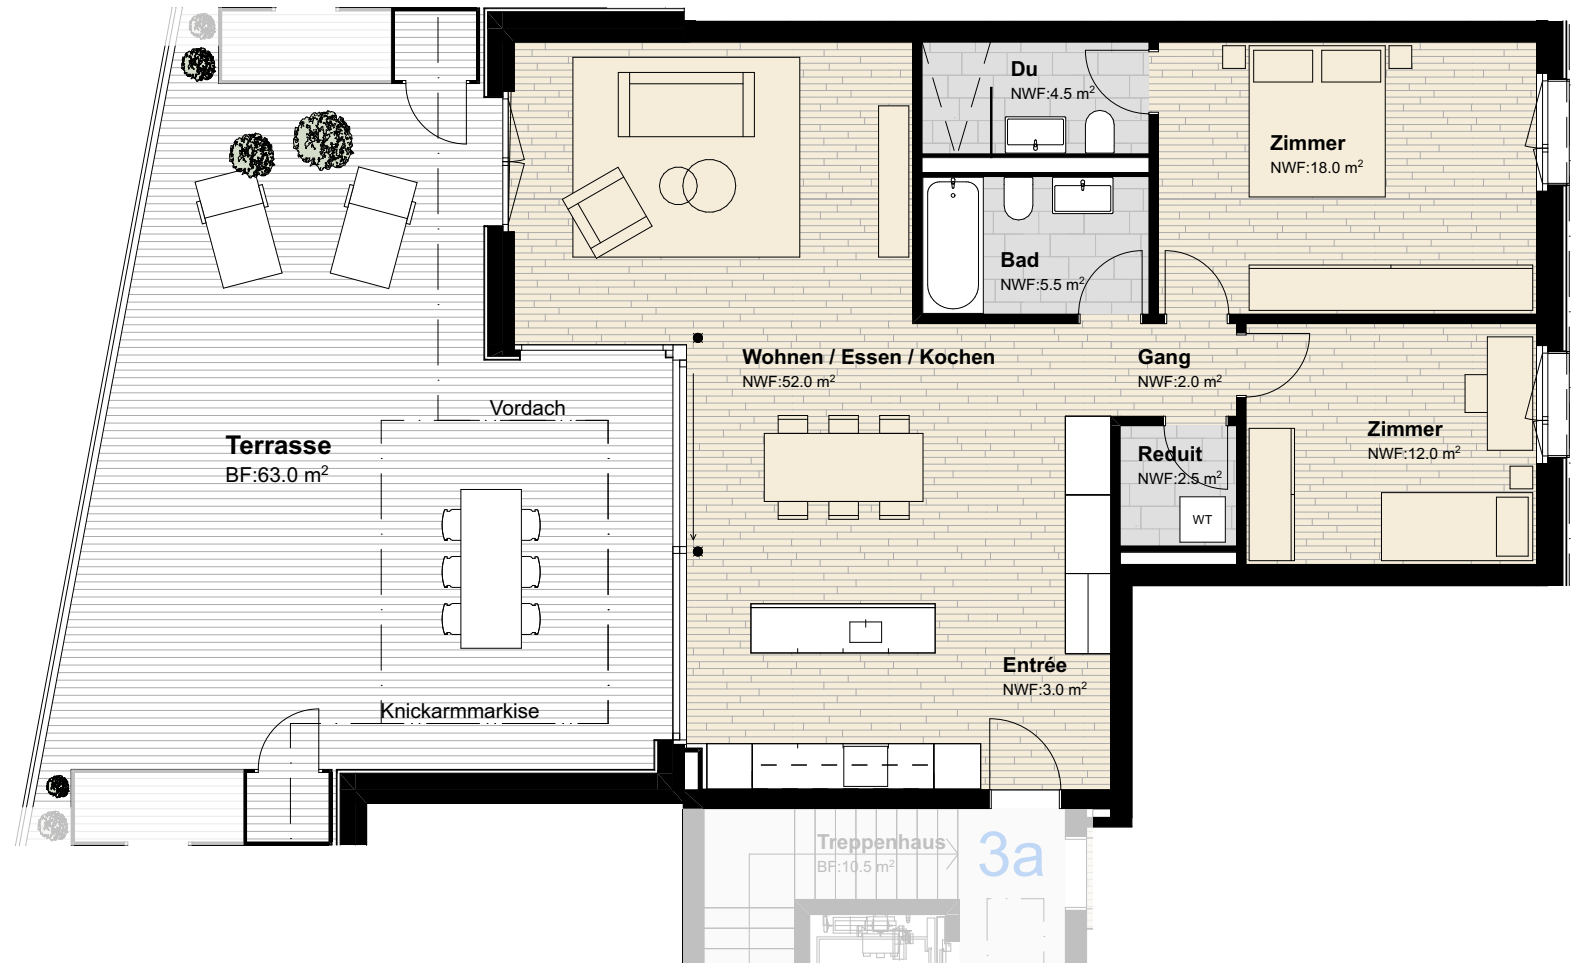 Du
NWF:4.5 m²
Zimmer
NWF:18.0 m²
Bad
NWF:5.5 m²
Wohnen / Essen / Kochen
NWF:52.0 m²
Gang
NWF:2.0 m²
Vordach
Terrasse
BF:63.0 m²
Zimmer
NWF:12.0 m²
Reduit
NWF:2.5 m²
WT
Entrée
NWF:3.0 m²
Knickarmmarkise
Treppenhaus
BF:10.5 m²
3a